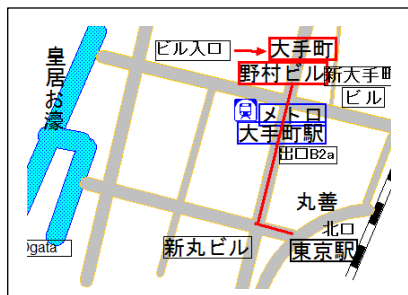 ビル入口
大手町
野村ビル
新大手町
ビル
皇居お濠
メトロ
大手町駅
出口B2a
丸善
北口
新丸ビル
東京駅
Ogata